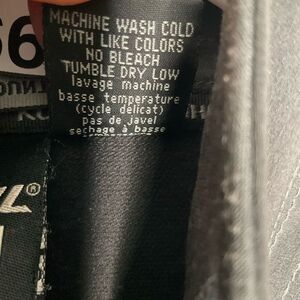 MACHINE WASH COLD
WITH LIKE COLORS
NO BLEACH
TUMBLE DRY LOW
lavage machine
basse temperature
(cycle delicat)
pas de javel
sechage a basse